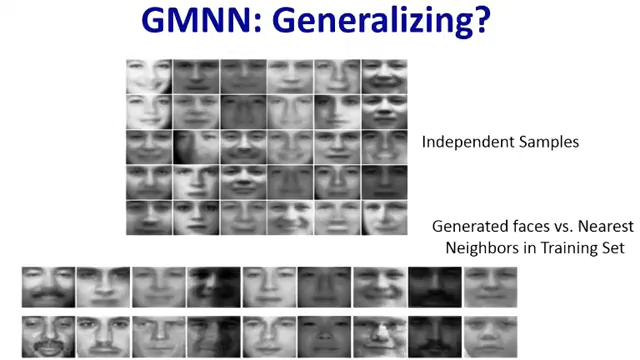 GMNN: Generalizing?
Independent Samples
Generated faces vs. Nearest
Neighbors in Training Set